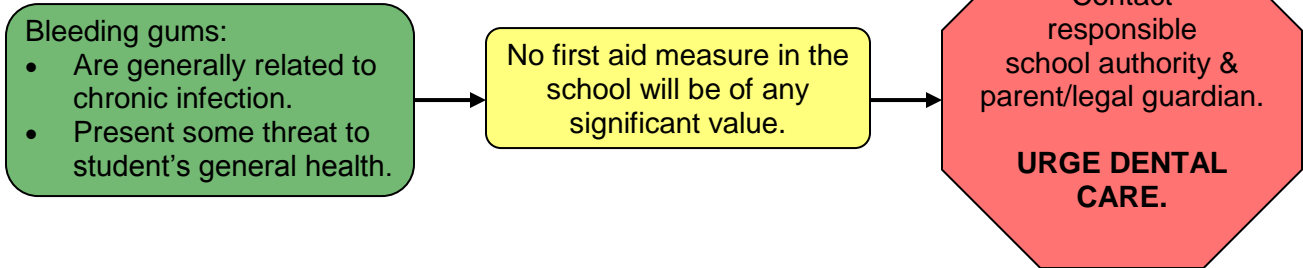 Bleeding gums:
• Are generally related to
chronic infection.
• Present some threat to
student’s general health.
No first aid measure in the
school will be of any
significant value.
Contact
responsible
school authority &
parent/legal guardian.
URGE DENTAL
CARE.